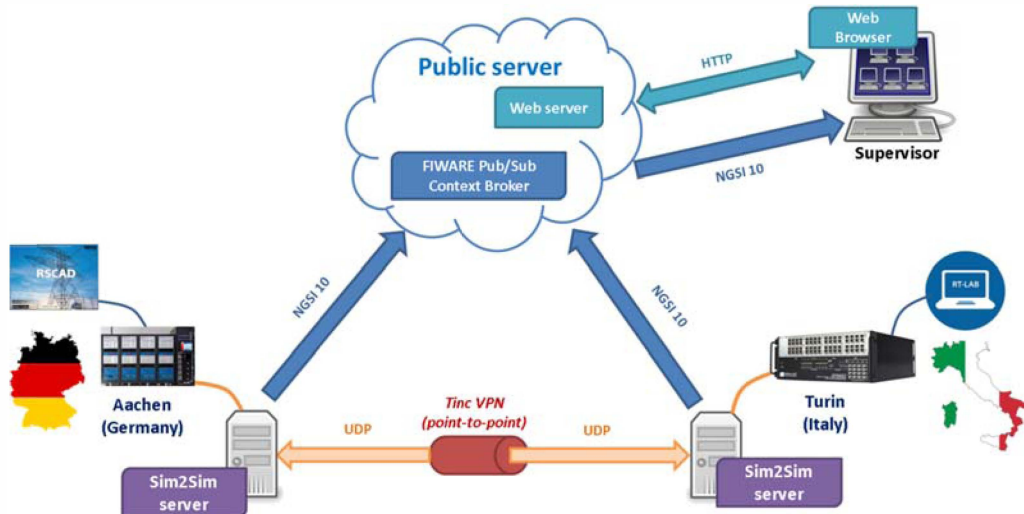 Web
Browser
Public server
HTTP
Web server
FIWARE Pub/Sub
Context Broker
NGSI 10
Supervisor
RSCAD
NGSI 10
NGSI 10
RT-LAB
Aachen
(Germany)
Tinc VPN
(point-to-point)
Turin
(Italy)
UDP
UDP
Sim2Sim
server
Sim2Sim
server